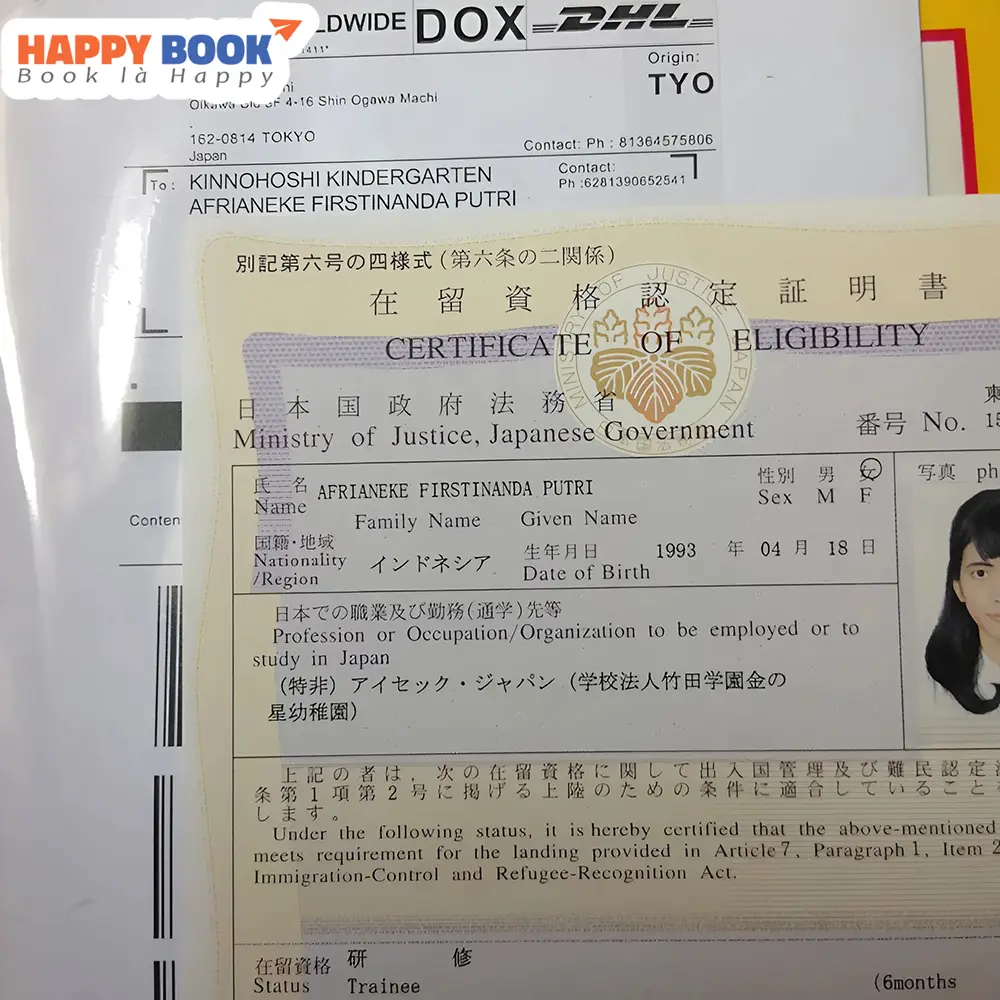 HAPPY BOOK
Book là Happy
LDWIDE
DOX
DHL
Origin:
TYO
4-16 Shin Ogawa Machi
162-0814 TOKYO
Japan
Contact: Ph : 81364575806
To :
KINNOHOSHI KINDERGARTEN
AFRIANEKE FIRSTINANDA PUTRI
Contact:
Ph :6281390652541
別記第六号の四様式(第六条の二関係)
在留資格認定証明書
CERTIFICATE OF ELIGIBILITY
MINISTRY OF JUSTICE JAPAN
日本国政府法務省
Ministry of Justice, Japanese Government
番号 No. 15
東
氏名 AFRIANEKE FIRSTINANDA PUTRI
Name Family Name Given Name
性別 男 女
Sex M F
写真 ph
国籍・地域
Nationality
/Region
インドネシア
生年月日 1993 年 04 月 18 日
Date of Birth
日本での職業及び勤務(通学)先等
Profession or Occupation/Organization to be employed or to
study in Japan
(特非) アイセック・ジャパン (学校法人竹田学園金の
星幼稚園)
上記の者は,次の在留資格に関して出入国管理及び難民認定法
条第1項第2号に掲げる上陸のための条件に適合していること
します。
Under the following status, it is hereby certified that the above-mentioned
meets requirement for the landing provided in Article 7, Paragraph 1, Item 2
Immigration-Control and Refugee-Recognition Act.
Conten
在留資格 研 修
Status Trainee
(6months